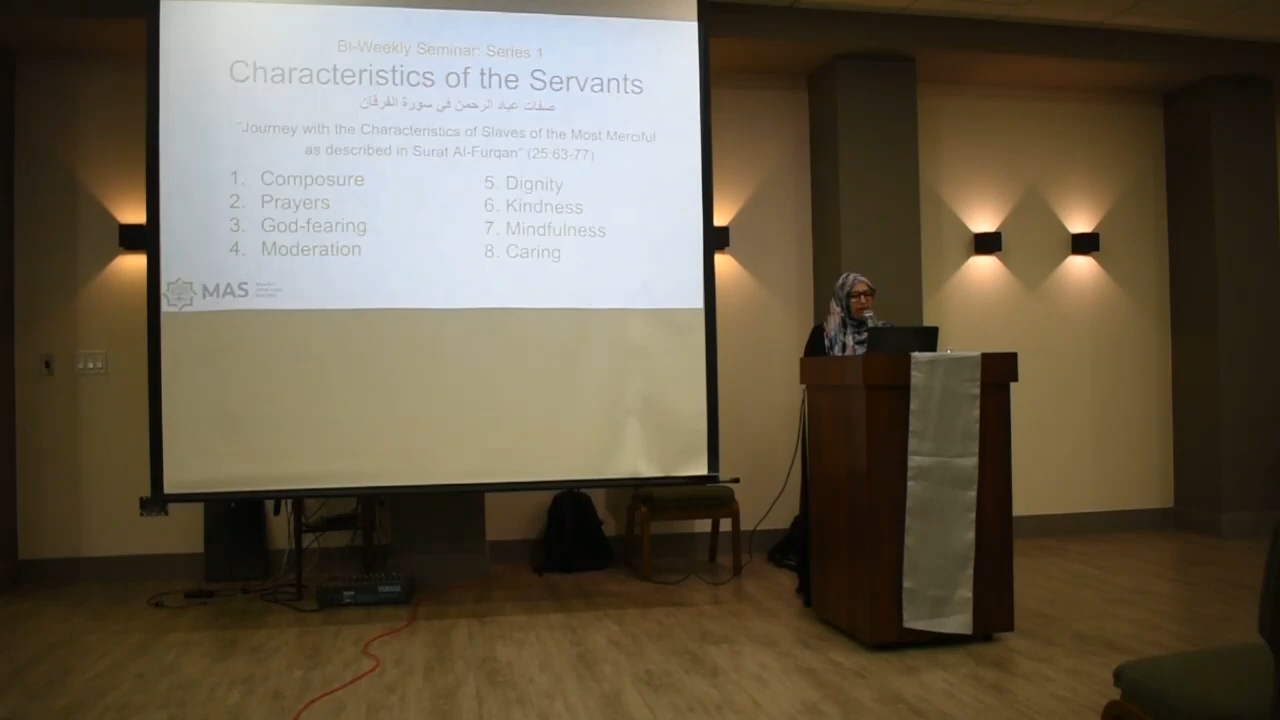 Bi-Weekly Seminar: Series 1
Characteristics of the Servants
صفات عباد الرحمن في سورة الفرقان
"Journey with the Characteristics of Slaves of the Most Merciful
as described in Surat Al-Furqan" (25:63-77)
1. Composure
2. Prayers
3. God-fearing
4. Moderation
5. Dignity
6. Kindness
7. Mindfulness
8. Caring
MAS